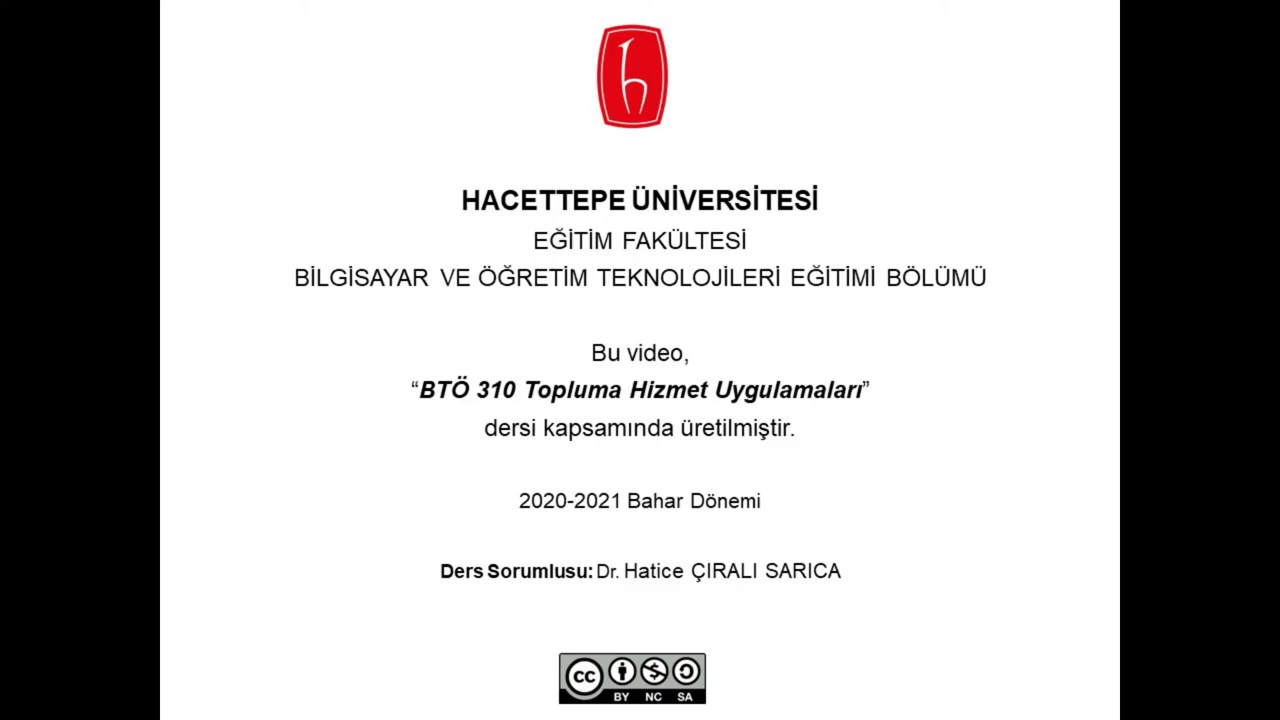 HACETTEPE ÜNİVERSİTESİ
EĞİTİM FAKÜLTESİ
BİLGİSAYAR VE ÖĞRETİM TEKNOLOJİLERİ EĞİTİMİ BÖLÜMÜ
Bu video,
“BTÖ 310 Topluma Hizmet Uygulamaları”
dersi kapsamında üretilmiştir.
2020-2021 Bahar Dönemi
Ders Sorumlusu: Dr. Hatice ÇIRALI SARICA
cc BY NC SA